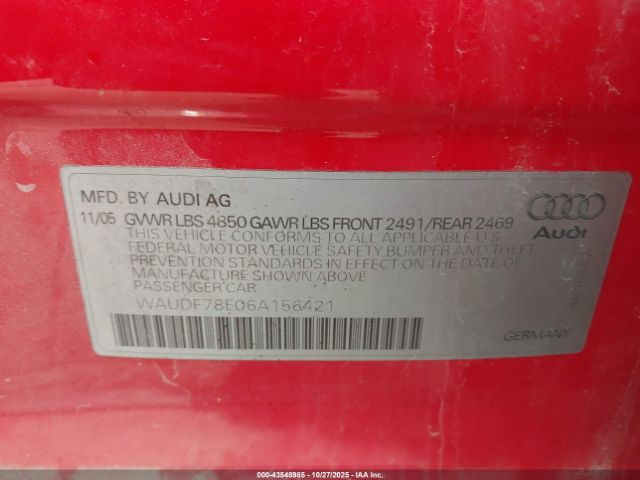 MFD. BY AUDI AG
11/05 GVWR LBS 4850 GAWR LBS FRONT 2491/REAR 2469
THIS VEHICLE CONFORMS TO ALL APPLICABLE U S
FEDERAL MOTOR VEHICLE SAFETY BUMPER AND THEFT
PREVENTION STANDARDS IN EFFECT ON THE DATE OF
MANUFACTURE SHOWN ABOVE
PASSENGER CAR
WAUDF78E06A156421
Audi
GERMANY
000-43548985 - 10/27/2025 - IAA Inc.